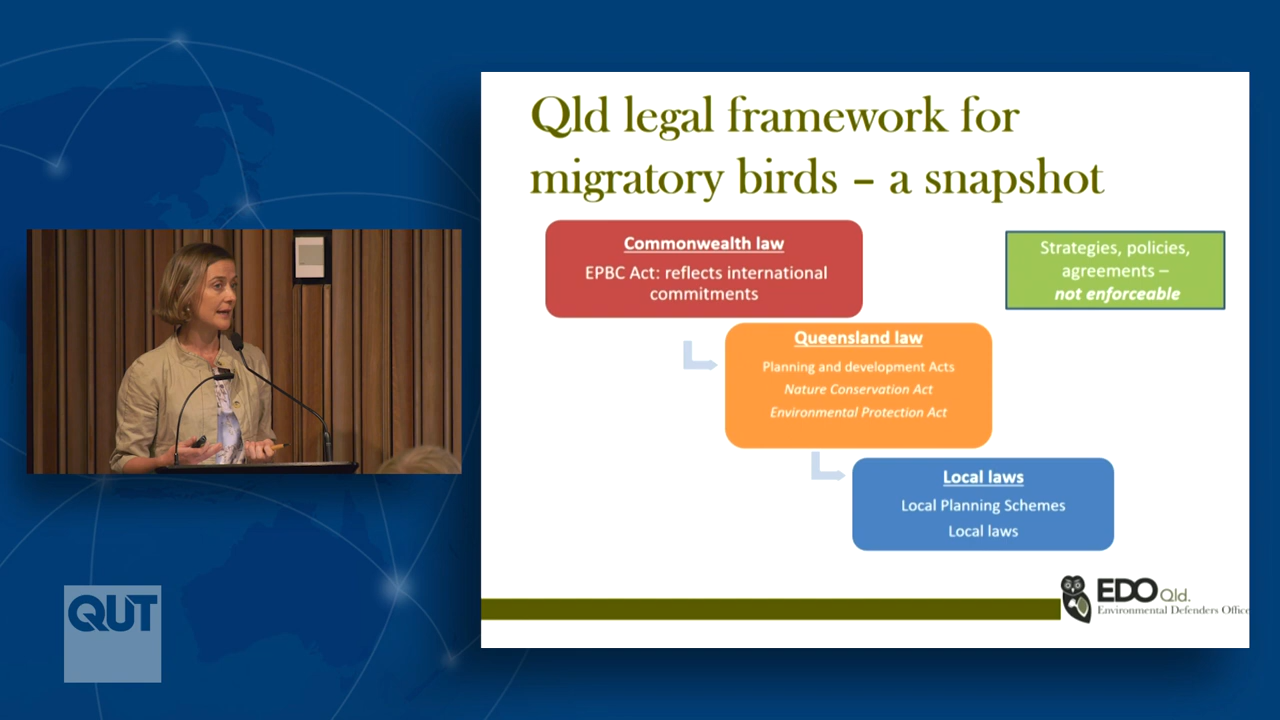 Qld legal framework for
migratory birds – a snapshot
Commonwealth law
EPBC Act: reflects international
commitments
Strategies, policies,
agreements –
not enforceable
Queensland law
Planning and development Acts
Nature Conservation Act
Environmental Protection Act
Local laws
Local Planning Schemes
Local laws
EDO Qld.
Environmental Defenders Office
QUT